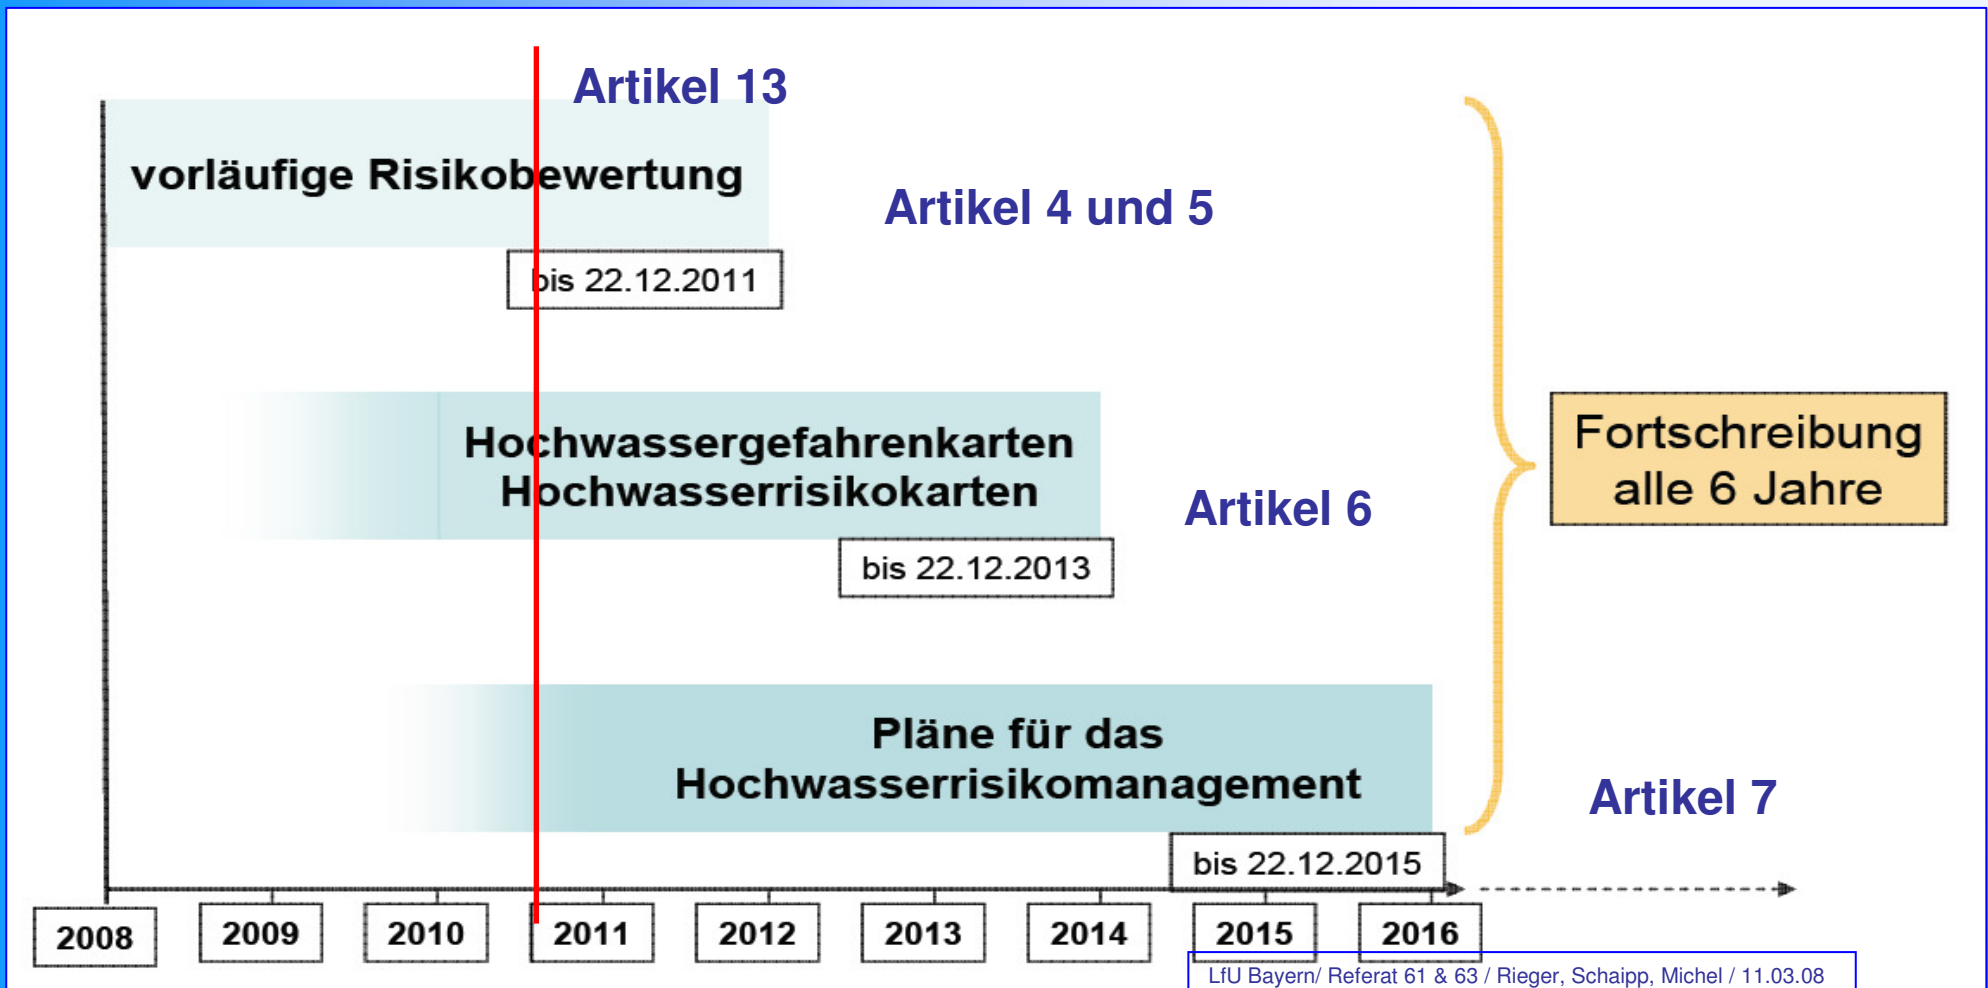 Artikel 13
vorläufige Risikobewertung
Artikel 4 und 5
bis 22.12.2011
Hochwassergefahrenkarten
Hochwasserrisikokarten
Artikel 6
bis 22.12.2013
Fortschreibung
alle 6 Jahre
Pläne für das
Hochwasserrisikomanagement
Artikel 7
bis 22.12.2015
2008 2009 2010 2011 2012 2013 2014 2015 2016
LfU Bayern/ Referat 61 & 63 / Rieger, Schaipp, Michel / 11.03.08